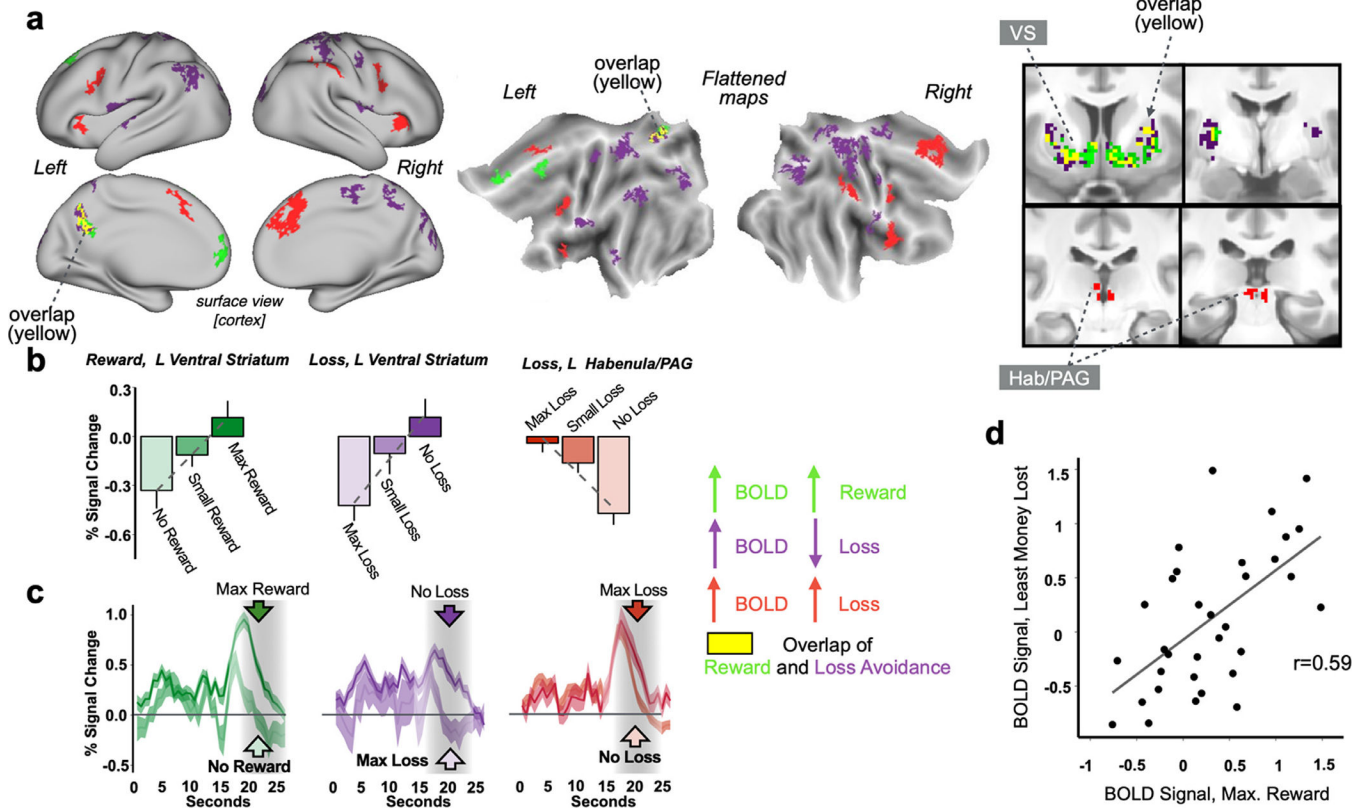 a
Left
Right
surface view
[cortex]
overlap
(yellow)
Left
overlap
(yellow)
Flattened
maps
Right
VS
overlap
(yellow)
Hab/PAG
b
Reward, L Ventral Striatum
Loss, L Ventral Striatum
Loss, L Habenula/PAG
% Signal Change
0.3
0.0
-0.3
-0.6
No Reward
Small Reward
Max Reward
Max Loss
Small Loss
No Loss
Max Loss
Small Loss
No Loss
BOLD Reward
BOLD Loss
BOLD Loss
Overlap of
Reward and Loss Avoidance
c
% Signal Change
1.0
0.5
0.0
-0.5
Max Reward
No Reward
0 5 10 15 20 25
Seconds
No Loss
Max Loss
0 5 10 15 20 25
Seconds
Max Loss
No Loss
0 5 10 15 20 25
Seconds
d
BOLD Signal, Least Money Lost
1.5
1
0.5
0
-0.5
r=0.59
-1 -0.5 0 0.5 1 1.5
BOLD Signal, Max. Reward